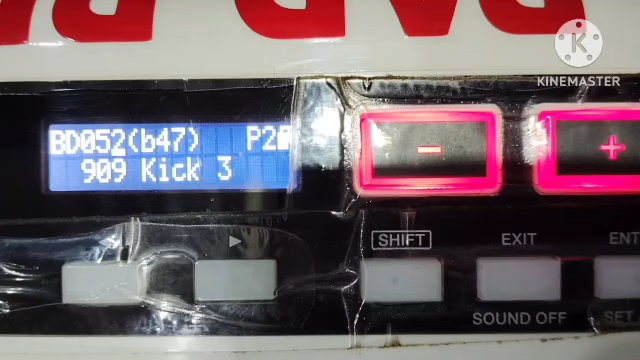 K
KINEMASTER
BD052(b47) P2
909 Kick 3
SHIFT
EXIT
SOUND OFF